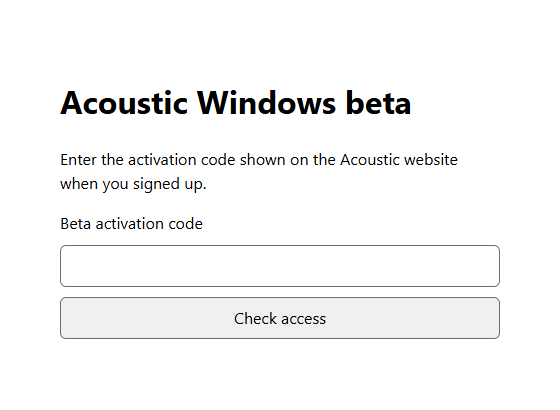 Acoustic Windows beta
Enter the activation code shown on the Acoustic website
when you signed up.
Beta activation code
Check access